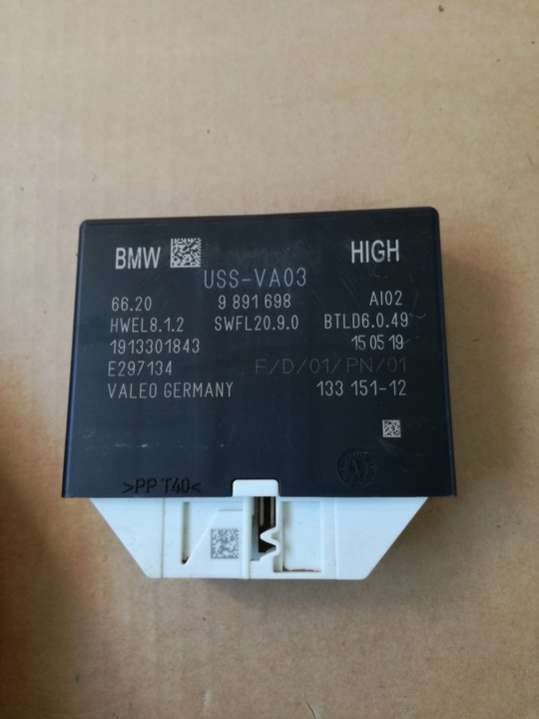 BMW HIGH
USS-VA03
66.20 9 891 698 AI02
HWEL8.1.2 SWFL20.9.0 BTLD6.0.49
1913301843 15 05 19
E297134 F/D/01/PN/01
VALEO GERMANY 133 151-12
>PP T40<